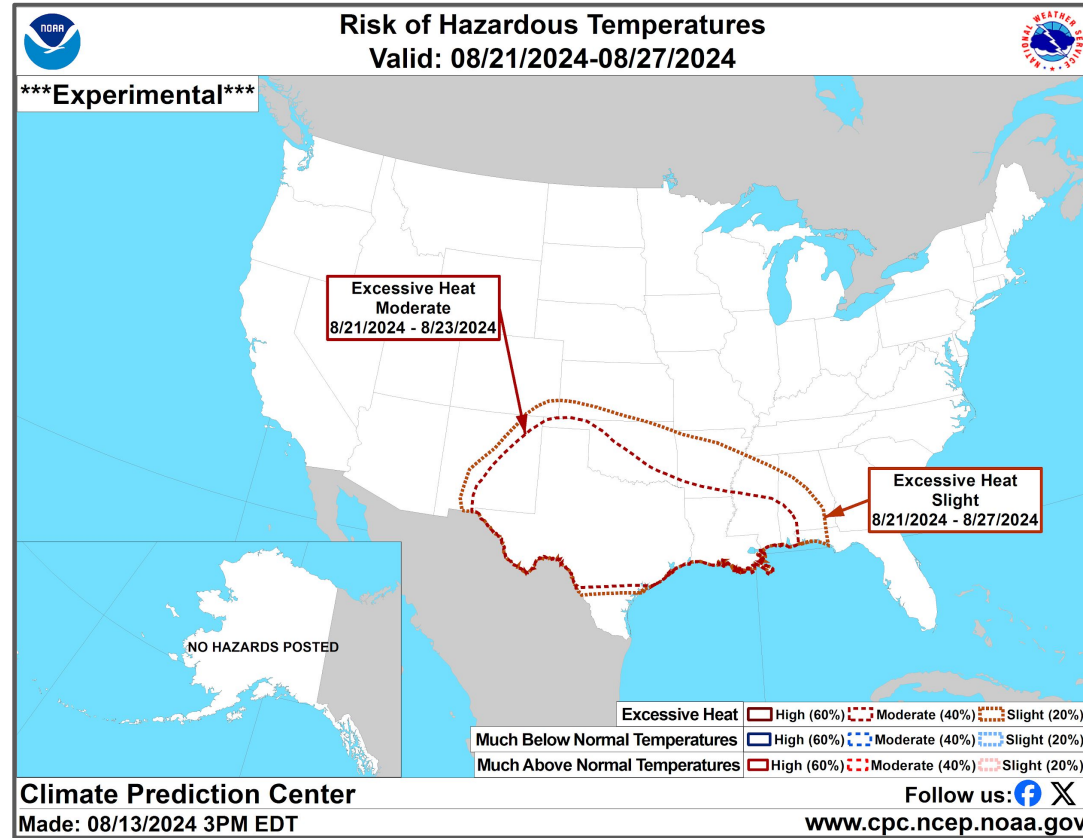 NOAA
Risk of Hazardous Temperatures
Valid: 08/21/2024-08/27/2024
NATIONAL WEATHER SERVICE
***Experimental***
Excessive Heat
Moderate
8/21/2024 - 8/23/2024
Excessive Heat
Slight
8/21/2024 - 8/27/2024
NO HAZARDS POSTED
Excessive Heat High (60%) Moderate (40%) Slight (20%)
Much Below Normal Temperatures High (60%) Moderate (40%) Slight (20%)
Much Above Normal Temperatures High (60%) Moderate (40%) Slight (20%)
Climate Prediction Center
Follow us:
Made: 08/13/2024 3PM EDT
www.cpc.ncep.noaa.gov